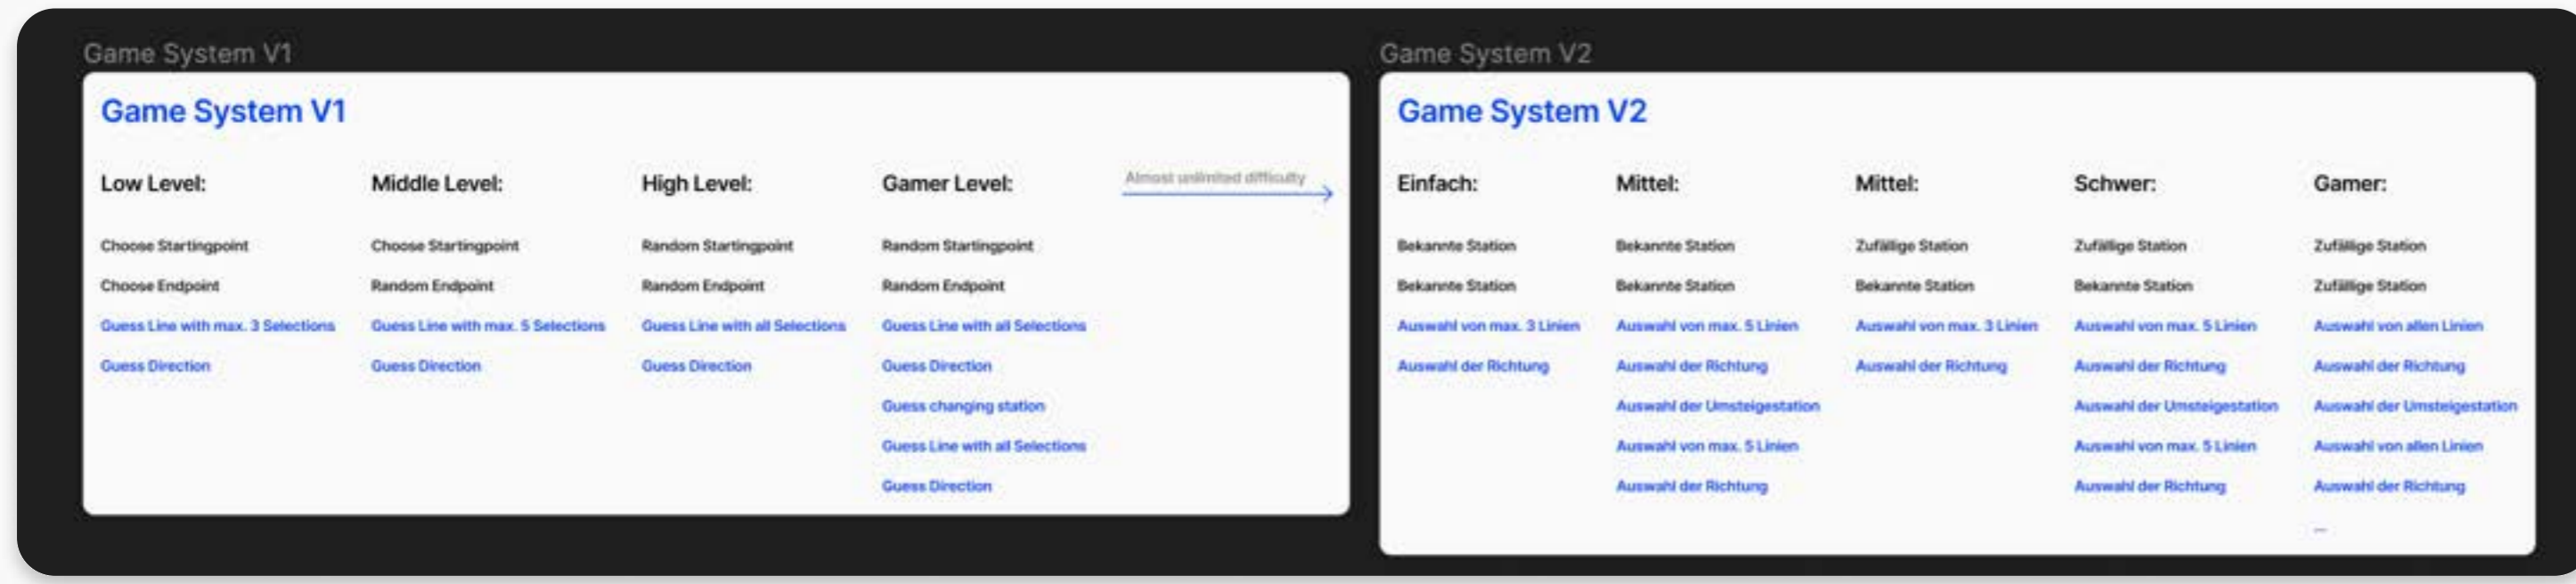 Game System V1
Game System V1
Low Level:
Choose Startingpoint
Choose Endpoint
Guess Line with max. 3 Selections
Guess Direction
Middle Level:
Choose Startingpoint
Random Endpoint
Guess Line with max. 5 Selections
Guess Direction
High Level:
Random Startingpoint
Random Endpoint
Guess Line with all Selections
Guess Direction
Gamer Level:
Random Startingpoint
Random Endpoint
Guess Line with all Selections
Guess Direction
Guess changing station
Guess Line with all Selections
Guess Direction
Almost unlimited difficulty
Game System V2
Game System V2
Einfach:
Bekannte Station
Bekannte Station
Auswahl von max. 3 Linien
Auswahl der Richtung
Mittel:
Bekannte Station
Bekannte Station
Auswahl von max. 5 Linien
Auswahl der Richtung
Auswahl der Umsteigestation
Auswahl von max. 5 Linien
Auswahl der Richtung
Mittel:
Zufällige Station
Bekannte Station
Auswahl von max. 3 Linien
Auswahl der Richtung
Schwer:
Zufällige Station
Bekannte Station
Auswahl von max. 5 Linien
Auswahl der Richtung
Auswahl der Umsteigestation
Auswahl von max. 5 Linien
Auswahl der Richtung
Gamer:
Zufällige Station
Zufällige Station
Auswahl von allen Linien
Auswahl der Richtung
Auswahl der Umsteigestation
Auswahl von allen Linien
Auswahl der Richtung
...